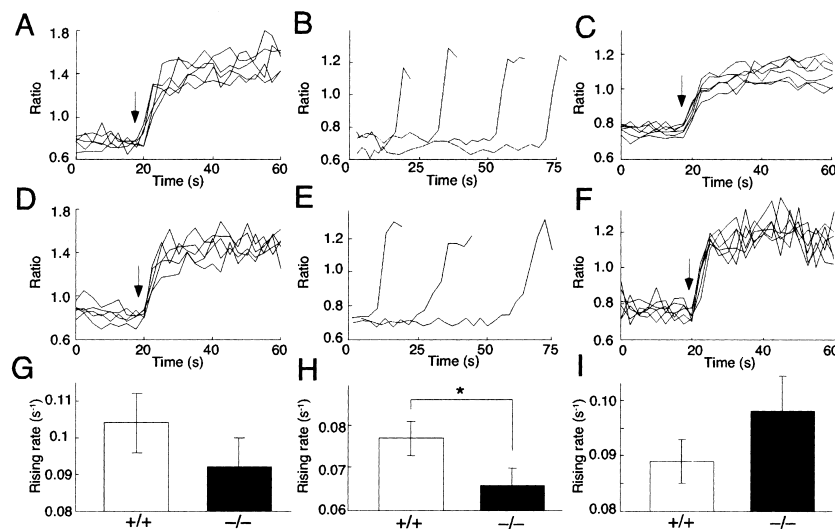 A
B
C
1.8
1.4
1.0
0.6
Ratio
0
20
40
60
Time (s)
1.2
1.0
0.8
0.6
Ratio
25
50
75
Time (s)
1.2
1.0
0.8
0.6
Ratio
0
20
40
60
Time (s)
D
E
F
1.8
1.4
1.0
0.6
Ratio
0
20
40
60
Time (s)
1.2
1.0
0.8
0.6
Ratio
0
25
50
75
Time (s)
1.2
1.0
0.8
0.6
Ratio
0
20
40
60
Time (s)
G
H
I
0.11
0.1
0.09
0.08
Rising rate (s⁻¹)
+/+
−/−
0.08
0.07
0.06
Rising rate (s⁻¹)
*
+/+
−/−
0.10
0.09
0.08
Rising rate (s⁻¹)
+/+
−/−